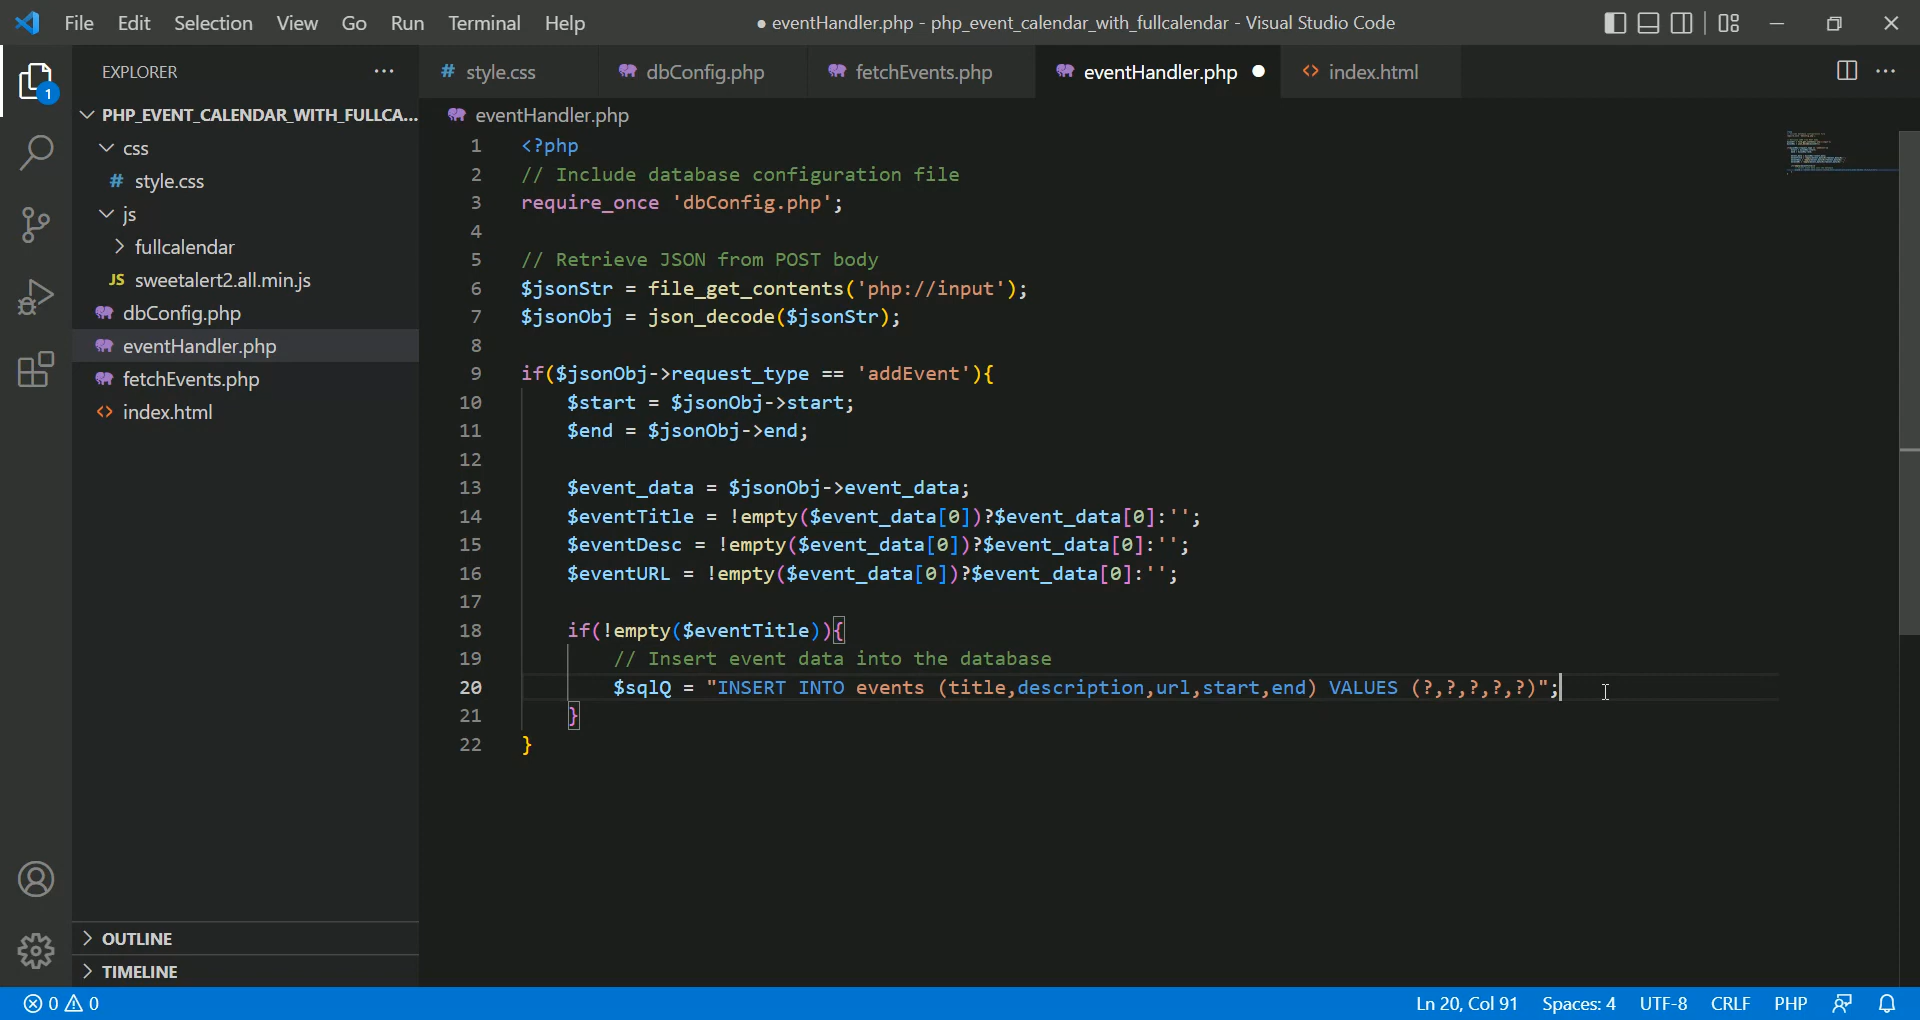 File Edit Selection View Go Run Terminal Help
● eventHandler.php - php_event_calendar_with_fullcalendar - Visual Studio Code
EXPLORER
1
PHP_EVENT_CALENDAR_WITH_FULLCA...
css
# style.css
js
fullcalendar
JS sweetalert2.all.min.js
dbConfig.php
eventHandler.php
fetchEvents.php
<> index.html
OUTLINE
TIMELINE
# style.css
dbConfig.php
fetchEvents.php
eventHandler.php ●
<> index.html
eventHandler.php
1 <?php
2 // Include database configuration file
3 require_once 'dbConfig.php';
4
5 // Retrieve JSON from POST body
6 $jsonStr = file_get_contents('php://input');
7 $jsonObj = json_decode($jsonStr);
8
9 if($jsonObj->request_type == 'addEvent'){
10 $start = $jsonObj->start;
11 $end = $jsonObj->end;
12
13 $event_data = $jsonObj->event_data;
14 $eventTitle = !empty($event_data[0])?$event_data[0]:'';
15 $eventDesc = !empty($event_data[0])?$event_data[0]:'';
16 $eventURL = !empty($event_data[0])?$event_data[0]:'';
17
18 if(!empty($eventTitle)){
19 // Insert event data into the database
20 $sqlQ = "INSERT INTO events (title,description,url,start,end) VALUES (?,?,?,?,?)";
21 }
22 }
0 0
Ln 20, Col 91 Spaces: 4 UTF-8 CRLF PHP